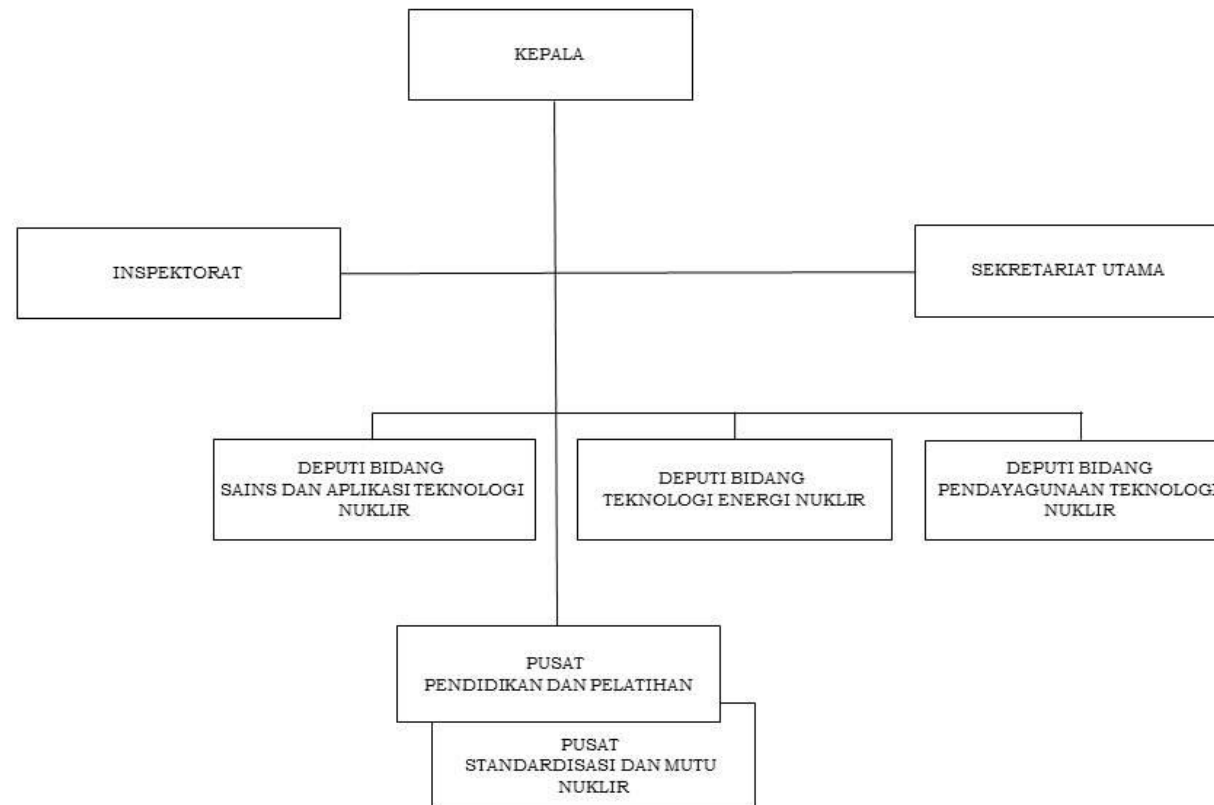 KEPALA
INSPEKTORAT
SEKRETARIAT UTAMA
DEPUTI BIDANG
SAINS DAN APLIKASI TEKNOLOGI
NUKLIR
DEPUTI BIDANG
TEKNOLOGI ENERGI NUKLIR
DEPUTI BIDANG
PENDAYAGUNAAN TEKNOLOGI
NUKLIR
PUSAT
PENDIDIKAN DAN PELATIHAN
PUSAT
STANDARDISASI DAN MUTU
NUKLIR